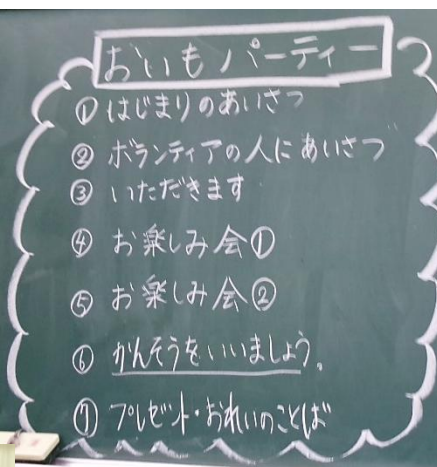 おいもパーティー
① はじまりのあいさつ
② ボランティアの人にあいさつ
③ いただきます
④ お楽しみ会①
⑤ お楽しみ会②
⑥ かんそうをいいましょう。
⑦ プレゼント・おれいのことば